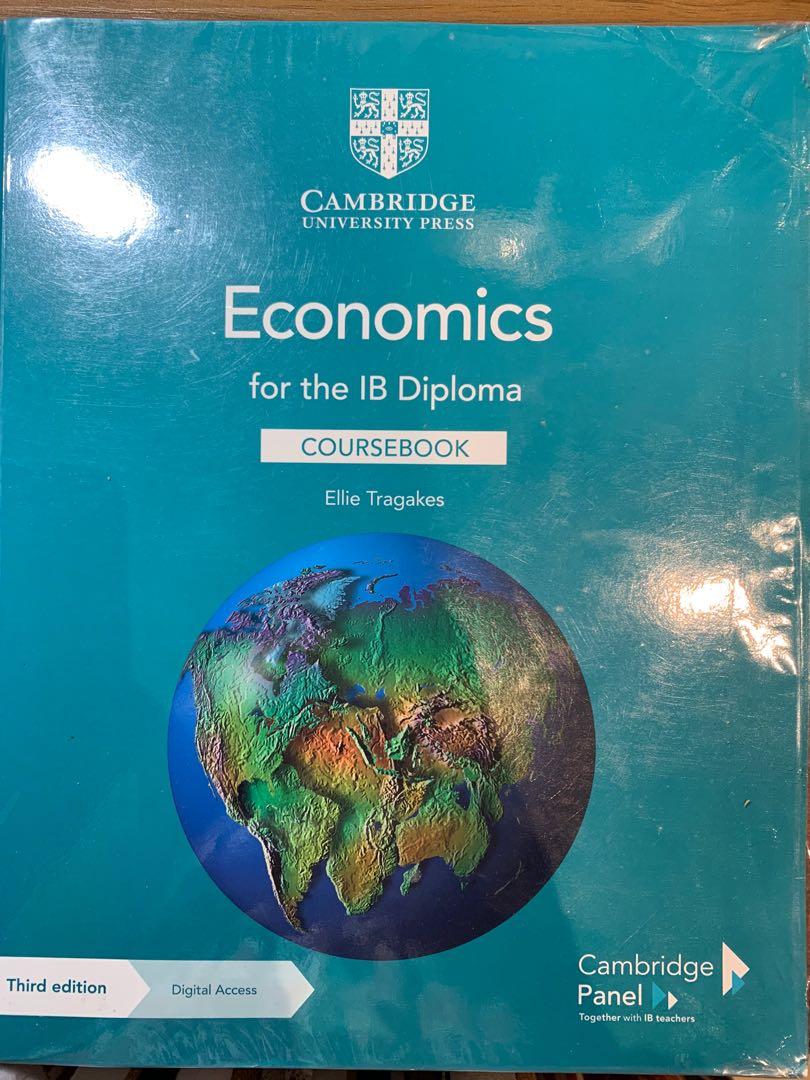 CAMBRIDGE
UNIVERSITY PRESS
Economics
for the IB Diploma
COURSEBOOK
Ellie Tragakes
Third edition
Digital Access
Cambridge
Panel
Together with IB teachers